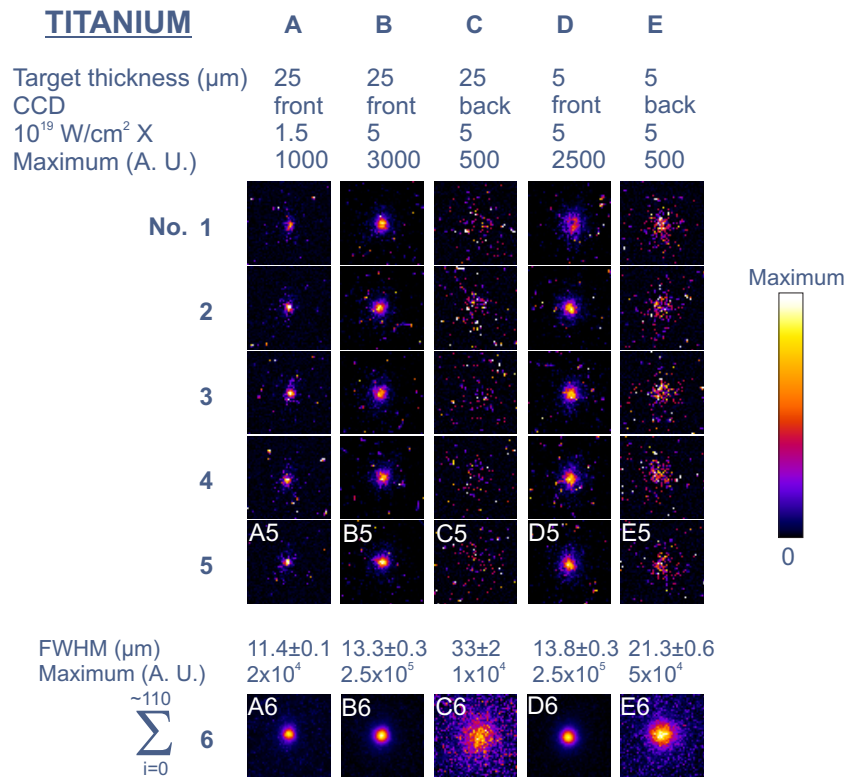 TITANIUM A B C D E
Target thickness (μm) 25 25 25 5 5
CCD front front back front back
10¹⁹ W/cm² X 1.5 5 5 5 5
Maximum (A. U.) 1000 3000 500 2500 500
No. 1
Maximum
2
3
4
A5 B5 C5 D5 E5
0
5
FWHM (μm) 11.4±0.1 13.3±0.3 33±2 13.8±0.3 21.3±0.6
Maximum (A. U.) 2x10⁴ 2.5x10⁵ 1x10⁴ 2.5x10⁵ 5x10⁴
~110
A6 B6 C6 D6 E6
∑ 6
i=0